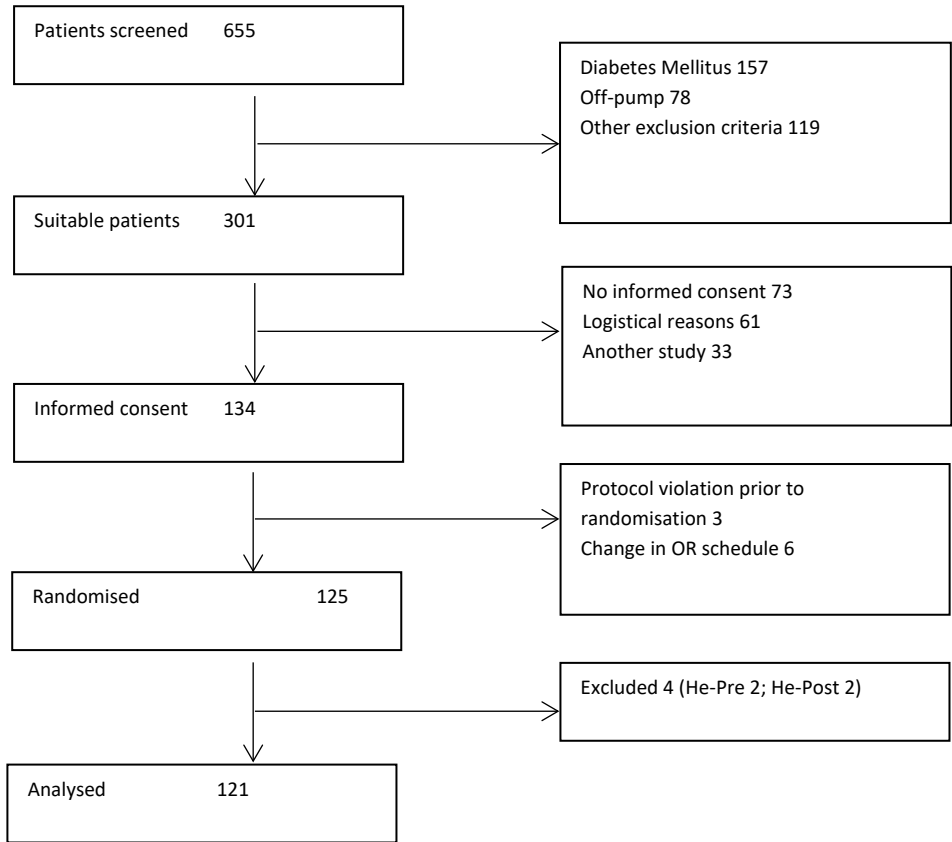 Patients screened 655
Diabetes Mellitus 157
Off-pump 78
Other exclusion criteria 119
Suitable patients 301
No informed consent 73
Logistical reasons 61
Another study 33
Informed consent 134
Protocol violation prior to
randomisation 3
Change in OR schedule 6
Randomised 125
Excluded 4 (He-Pre 2; He-Post 2)
Analysed 121